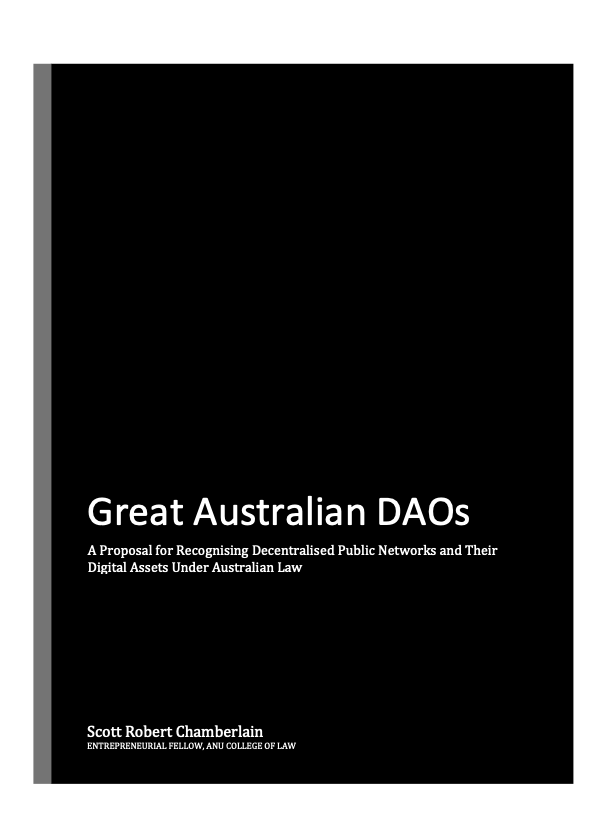 Great Australian DAOs
A Proposal for Recognising Decentralised Public Networks and Their
Digital Assets Under Australian Law
Scott Robert Chamberlain
ENTREPRENEURIAL FELLOW, ANU COLLEGE OF LAW